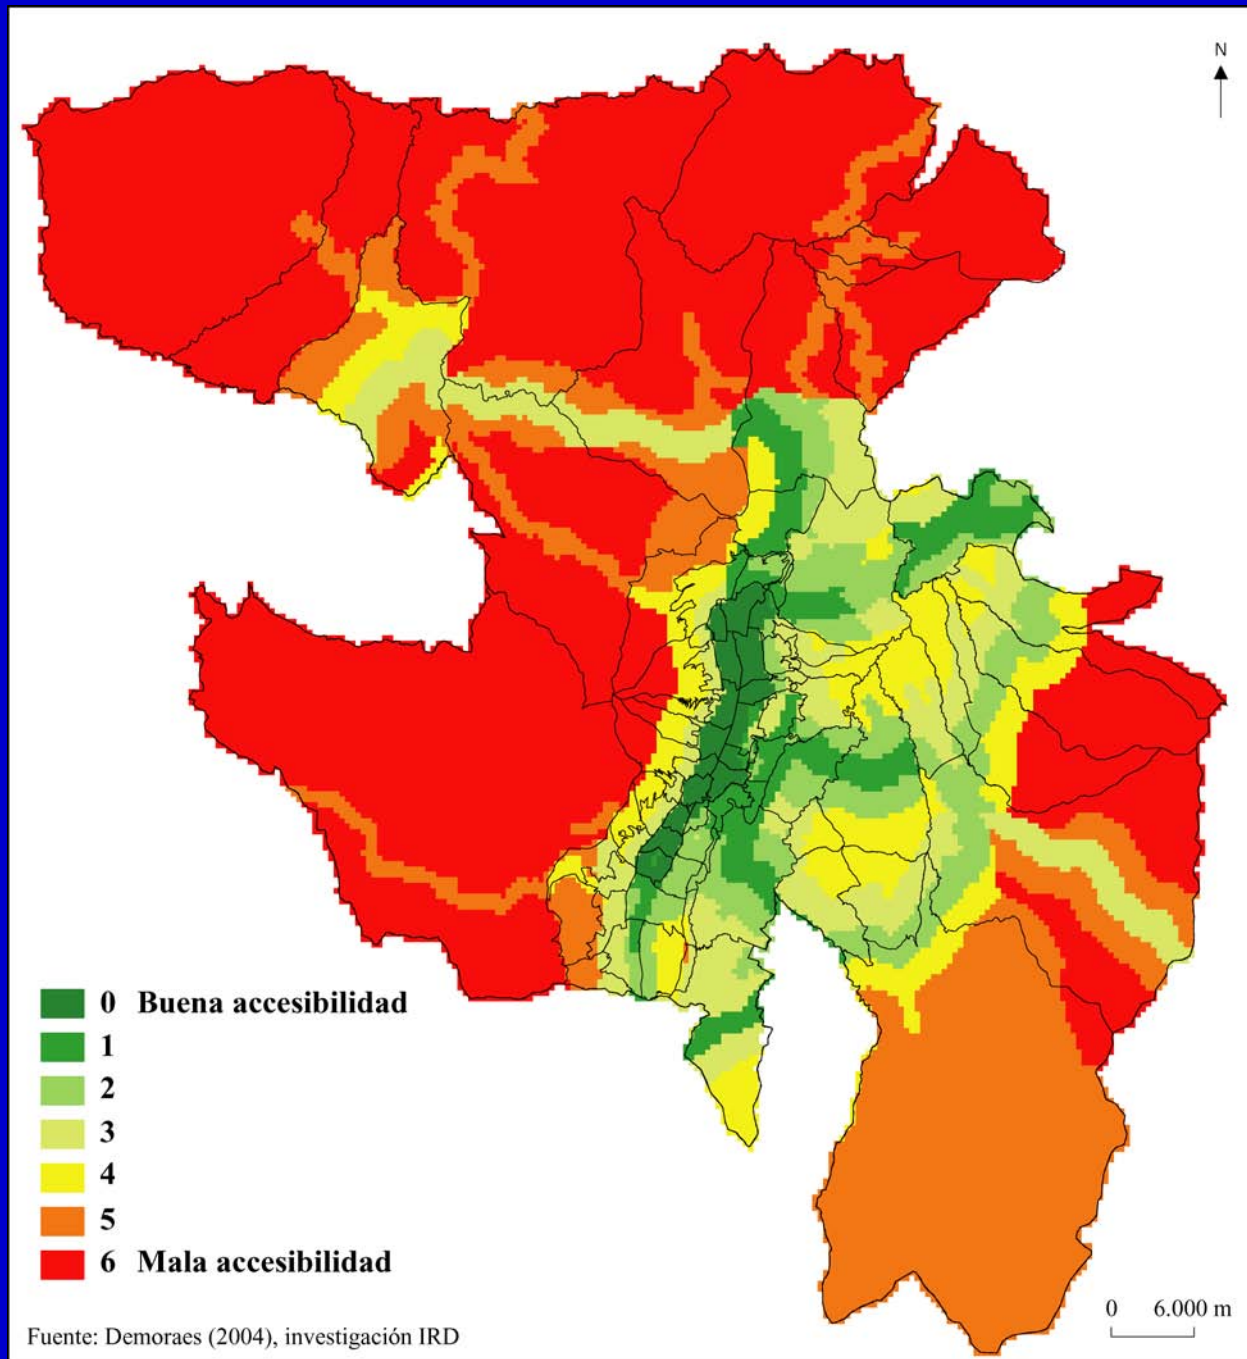 N
0 Buena accesibilidad
1
2
3
4
5
6 Mala accesibilidad
0 6.000 m
Fuente: Demoraes (2004), investigación IRD